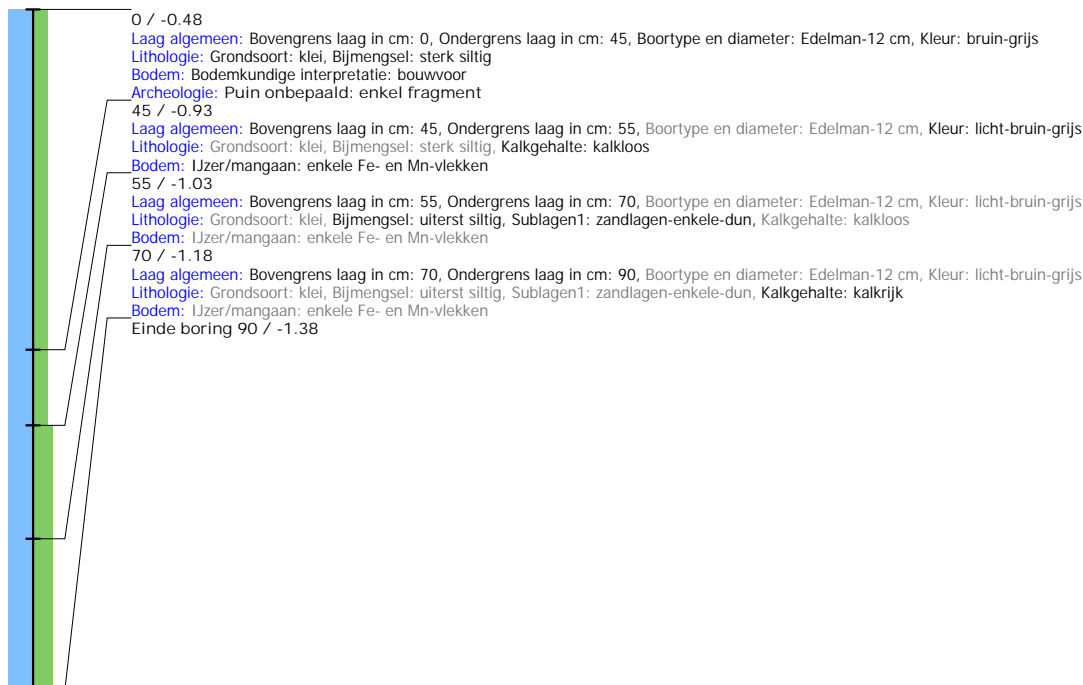 0 / -0.48
Laag algemeen: Bovengrens laag in cm: 0, Ondergrens laag in cm: 45, Boortype en diameter: Edelman-12 cm, Kleur: bruin-grijs
Lithologie: Grondsoort: klei, Bijmengsel: sterk siltig
Bodem: Bodemkundige interpretatie: bouwvoor
Archeologie: Puin onbepaald: enkel fragment
45 / -0.93
Laag algemeen: Bovengrens laag in cm: 45, Ondergrens laag in cm: 55, Boortype en diameter: Edelman-12 cm, Kleur: licht-bruin-grijs
Lithologie: Grondsoort: klei, Bijmengsel: sterk siltig, Kalkgehalte: kalkloos
Bodem: IJzer/mangaan: enkele Fe- en Mn-vlekken
55 / -1.03
Laag algemeen: Bovengrens laag in cm: 55, Ondergrens laag in cm: 70, Boortype en diameter: Edelman-12 cm, Kleur: licht-bruin-grijs
Lithologie: Grondsoort: klei, Bijmengsel: uiterst siltig, Sublagen1: zandlagen-enkele-dun, Kalkgehalte: kalkloos
Bodem: IJzer/mangaan: enkele Fe- en Mn-vlekken
70 / -1.18
Laag algemeen: Bovengrens laag in cm: 70, Ondergrens laag in cm: 90, Boortype en diameter: Edelman-12 cm, Kleur: licht-bruin-grijs
Lithologie: Grondsoort: klei, Bijmengsel: uiterst siltig, Sublagen1: zandlagen-enkele-dun, Kalkgehalte: kalkrijk
Bodem: IJzer/mangaan: enkele Fe- en Mn-vlekken
Einde boring 90 / -1.38